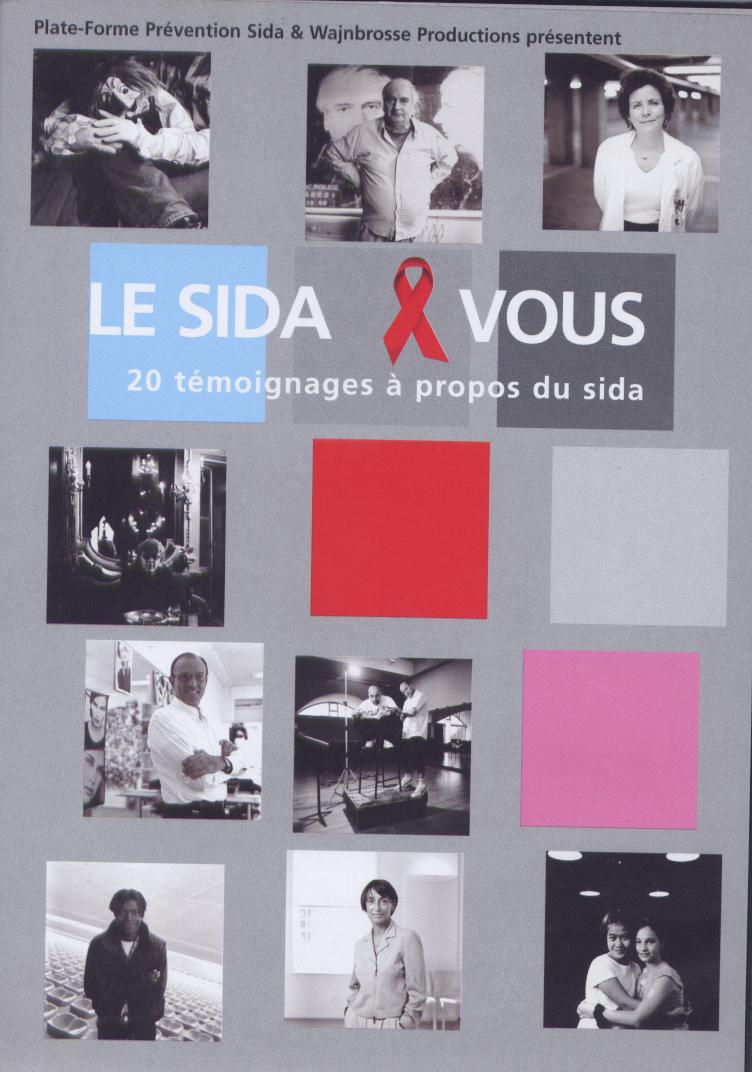 Plate-Forme Prévention Sida & Wajnbrosse Productions présentent
LE SIDA VOUS
20 témoignages à propos du sida